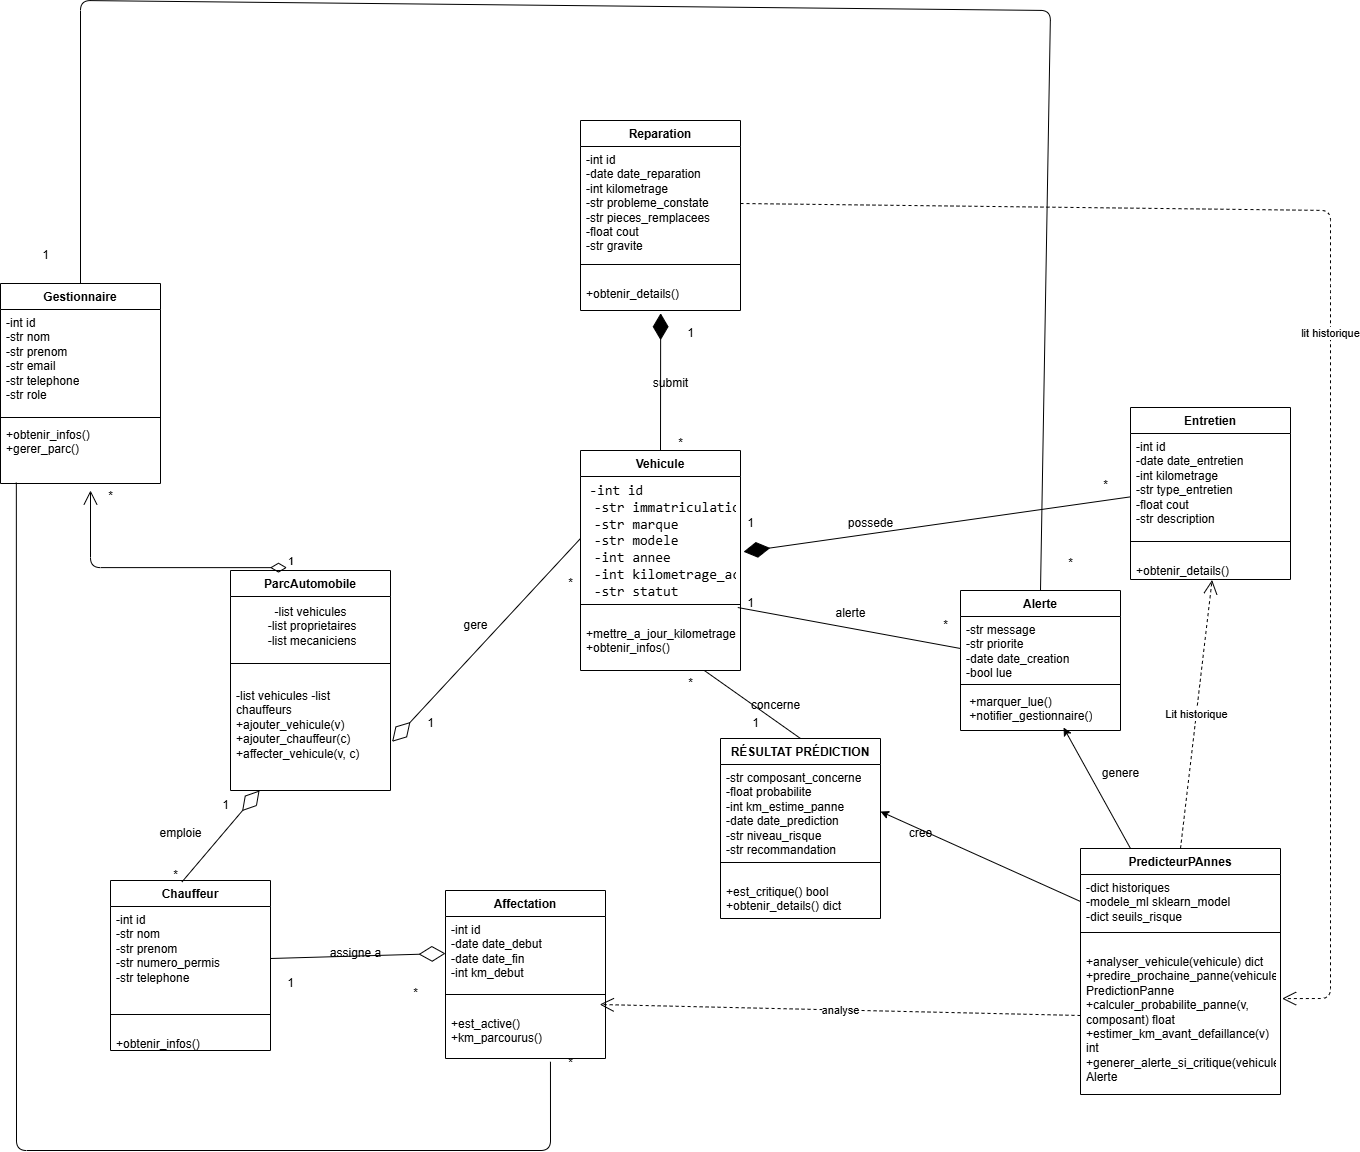 Reparation
-int id
-date date_reparation
-int kilometrage
-str probleme_constate
-str pieces_remplacees
-float cout
-str gravite
+obtenir_details()
1
submit
*
lit historique
1
Gestionnaire
-int id
-str nom
-str prenom
-str email
-str telephone
-str role
+obtenir_infos()
+gerer_parc()
*
Entretien
-int id
-date date_entretien
-int kilometrage
-str type_entretien
-float cout
-str description
+obtenir_details()
*
Vehicule
-int id
-str immatriculatic
-str marque
-str modele
-int annee
-int kilometrage_ac
-str statut
+mettre_a_jour_kilometrage
+obtenir_infos()
1
possede
1
alerte
*
*
*
gere
1
1
ParcAutomobile
-list vehicules
-list proprietaires
-list mecaniciens
-list vehicules -list
chauffeurs
+ajouter_vehicule(v)
+ajouter_chauffeur(c)
+affecter_vehicule(v, c)
1
emploie
*
Alerte
-str message
-str priorite
-date date_creation
-bool lue
+marquer_lue()
+notifier_gestionnaire()
Lit historique
genere
*
concerne
1
RÉSULTAT PRÉDICTION
-str composant_concerne
-float probabilite
-int km_estime_panne
-date date_prediction
-str niveau_risque
-str recommandation
+est_critique() bool
+obtenir_details() dict
cree
PredicteurPAnnes
-dict historiques
-modele_ml sklearn_model
-dict seuils_risque
+analyser_vehicule(vehicule) dict
+predire_prochaine_panne(vehicule
PredictionPanne
+calculer_probabilite_panne(v,
composant) float
+estimer_km_avant_defaillance(v)
int
+generer_alerte_si_critique(vehicule
Alerte
Chauffeur
-int id
-str nom
-str prenom
-str numero_permis
-str telephone
+obtenir_infos()
assigne a
1
*
Affectation
-int id
-date date_debut
-date date_fin
-int km_debut
+est_active()
+km_parcourus()
*
analyse